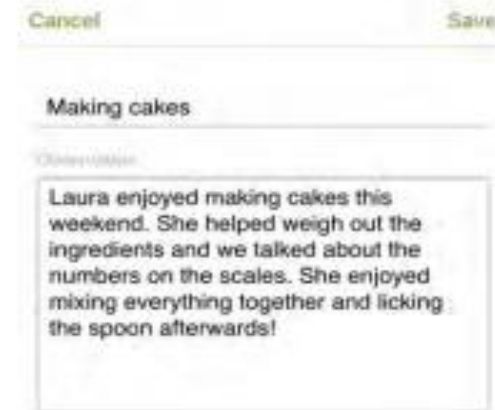 Cancel Save
Making cakes
Observation
Laura enjoyed making cakes this
weekend. She helped weigh out the
ingredients and we talked about the
numbers on the scales. She enjoyed
mixing everything together and licking
the spoon afterwards!